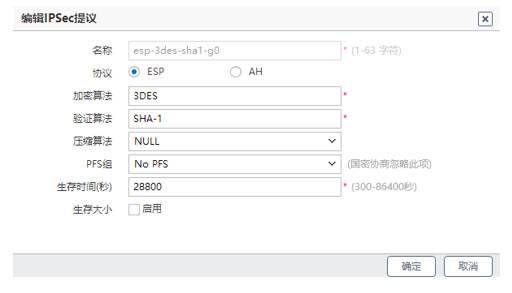 编辑IPSec提议
名称 esp-3des-sha1-g0 * (1-63 字符)
协议 ESP AH
加密算法 3DES *
验证算法 SHA-1 *
压缩算法 NULL
PFS组 No PFS (国密协商忽略此项)
生存时间(秒) 28800 * (300-86400秒)
生存大小 启用
确定 取消